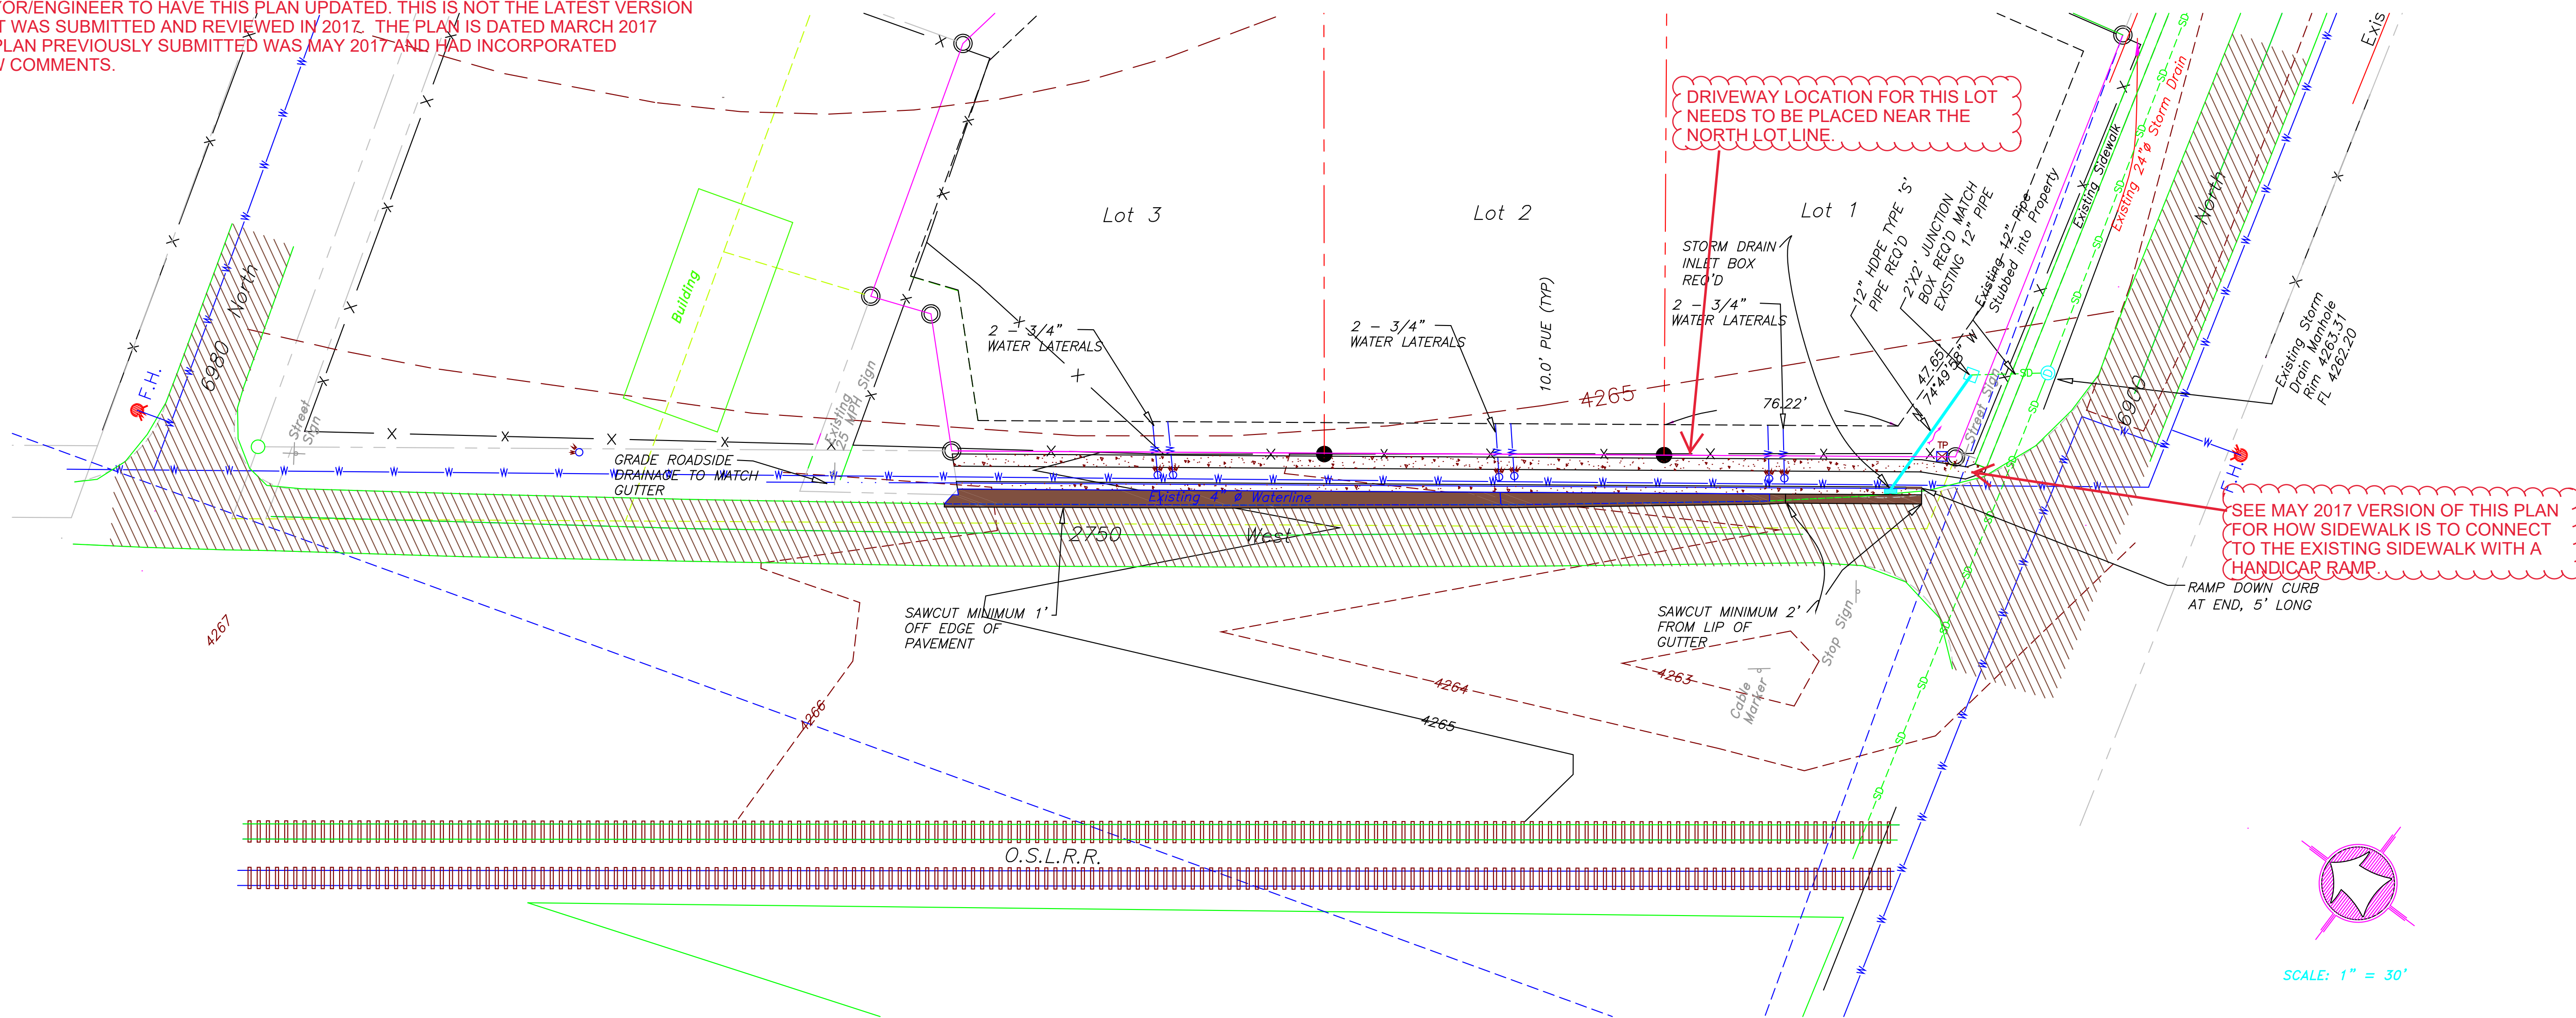 OR/ENGINEER TO HAVE THIS PLAN UPDATED. THIS IS NOT THE LATEST VERSION
T WAS SUBMITTED AND REVIEWED IN 2017. THE PLAN IS DATED MARCH 2017
PLAN PREVIOUSLY SUBMITTED WAS MAY 2017 AND HAD INCORPORATED
COMMENTS.
DRIVEWAY LOCATION FOR THIS LOT
NEEDS TO BE PLACED NEAR THE
NORTH LOT LINE.
Lot 3
Lot 2
Lot 1
STORM DRAIN
INLET BOX
REQ'D
2 - 3/4"
WATER LATERALS
2 - 3/4"
WATER LATERALS
2 - 3/4"
WATER LATERALS
10.0' PUE (TYP)
12" HDPE TYPE 'S'
PIPE REQ'D
2'X2' JUNCTION
BOX REQ'D MATCH
EXISTING 12" PIPE
Existing 12" Pipe
Stubbed into Property
Existing Sidewalk
Existing 24"ø Storm Drain
North
6900
Exis
Existing Storm
Drain Manhole
Rim 4263.31
FL 4262.20
47.65'
N 74°49'58" W
76.22'
4265
Street Sign
TP
F.H.
North
6980
F.H.
Street
Sign
Building
Existing
25 MPH Sign
GRADE ROADSIDE
DRAINAGE TO MATCH
GUTTER
Existing 4" ø Waterline
2750
West
SEE MAY 2017 VERSION OF THIS PLAN
FOR HOW SIDEWALK IS TO CONNECT
TO THE EXISTING SIDEWALK WITH A
HANDICAP RAMP.
RAMP DOWN CURB
AT END, 5' LONG
SAWCUT MINIMUM 1'
OFF EDGE OF
PAVEMENT
SAWCUT MINIMUM 2'
FROM LIP OF
GUTTER
Stop Sign
Cable
Marker
4267
4266
4265
4264
4263
O.S.L.R.R.
SCALE: 1" = 30'